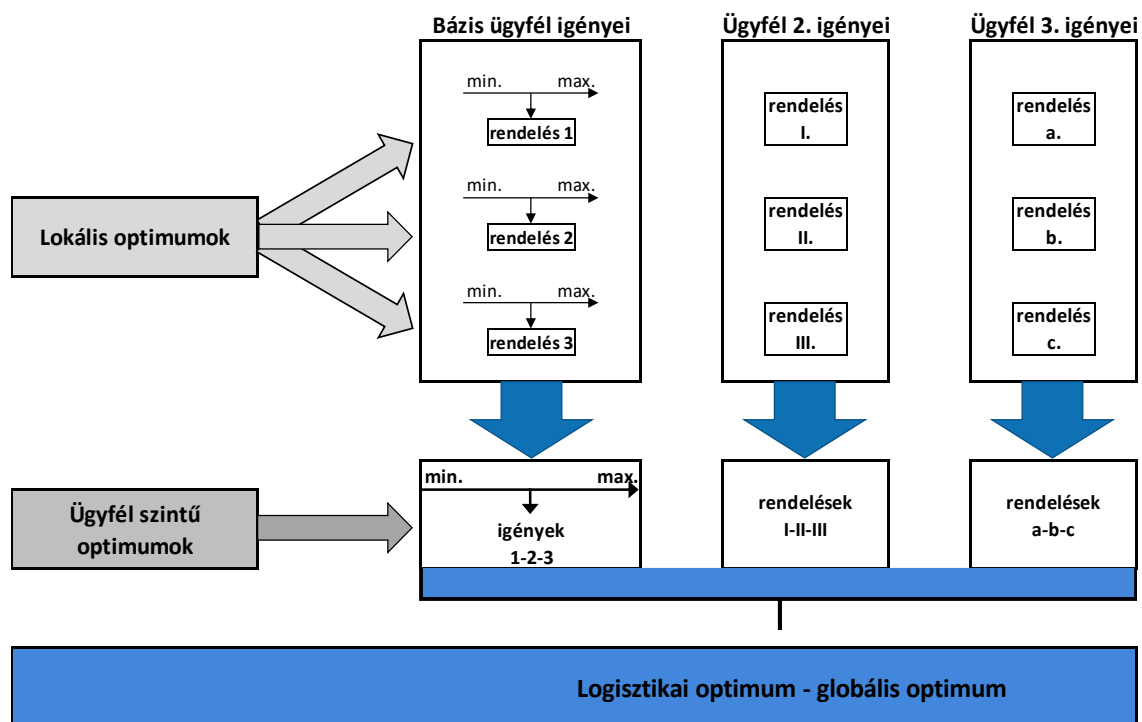 Bázis ügyfél igényei
Ügyfél 2. igényei
Ügyfél 3. igényei
min. max.
rendelés 1
min. max.
rendelés 2
min. max.
rendelés 3
rendelés
I.
rendelés
II.
rendelés
III.
rendelés
a.
rendelés
b.
rendelés
c.
Lokális optimumok
Ügyfél szintű
optimumok
min. max.
igények
1-2-3
rendelések
I-II-III
rendelések
a-b-c
Logisztikai optimum - globális optimum